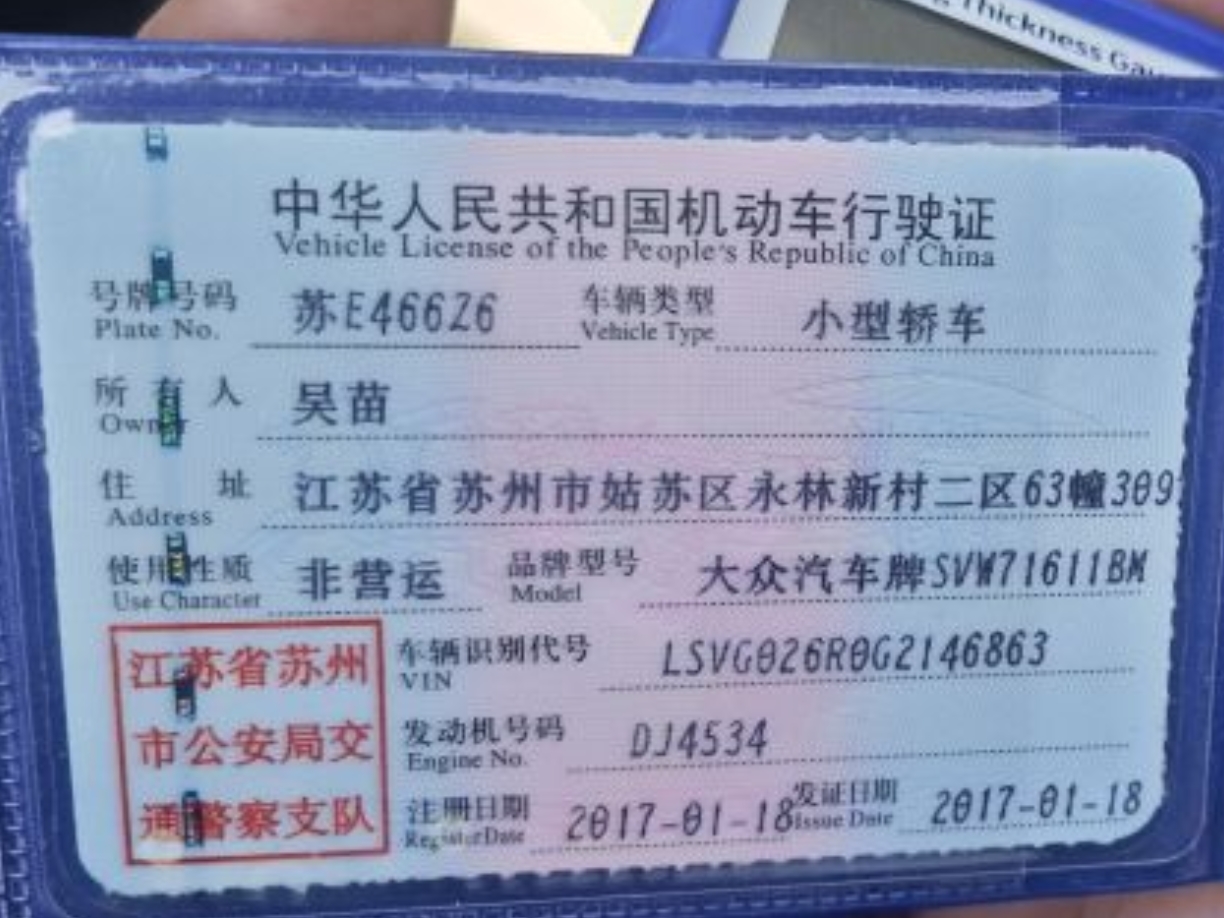 g Thickness Gau
中华人民共和国机动车行驶证
Vehicle License of the People's Republic of China
号牌号码 苏E466Z6 车辆类型 小型轿车
Plate No. Vehicle Type
所有人 吴苗
Owner
住址 江苏省苏州市姑苏区永林新村二区63幢309
Address
使用性质 非营运 品牌型号 大众汽车牌SVW71611BM
Use Character Model
江苏省苏州 车辆识别代号 LSVG026R0G2146863
VIN
市公安局交 发动机号码 DJ4534
Engine No.
通警察支队 注册日期 2017-01-18 发证日期 2017-01-18
Register Date Issue Date